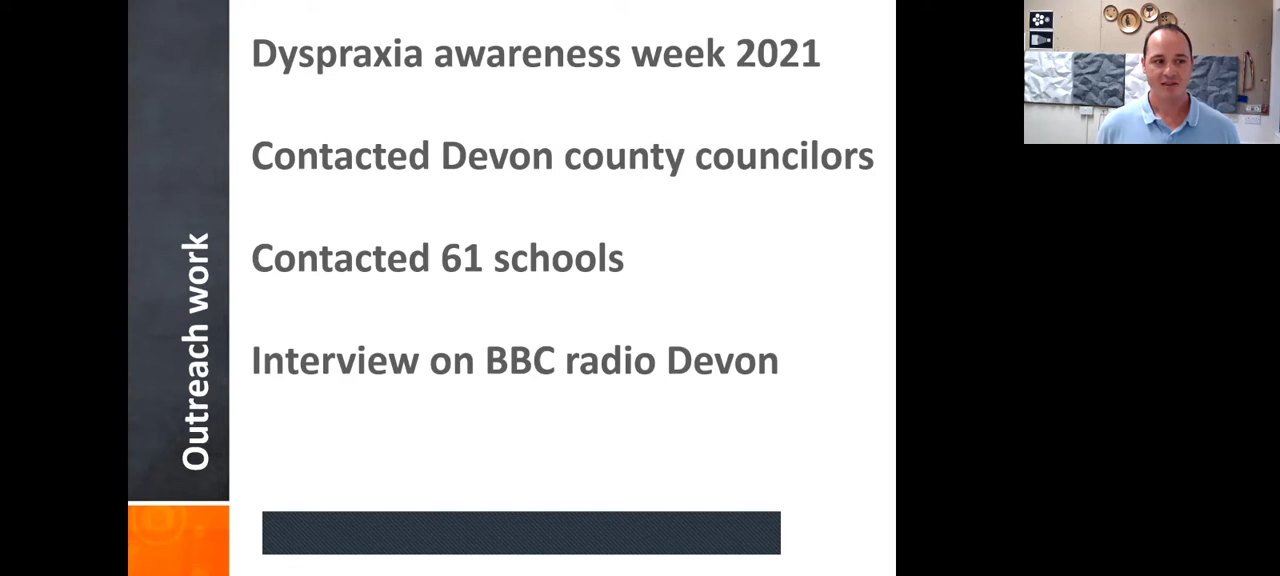 Dyspraxia awareness week 2021
Contacted Devon county councilors
Contacted 61 schools
Interview on BBC radio Devon
Outreach work